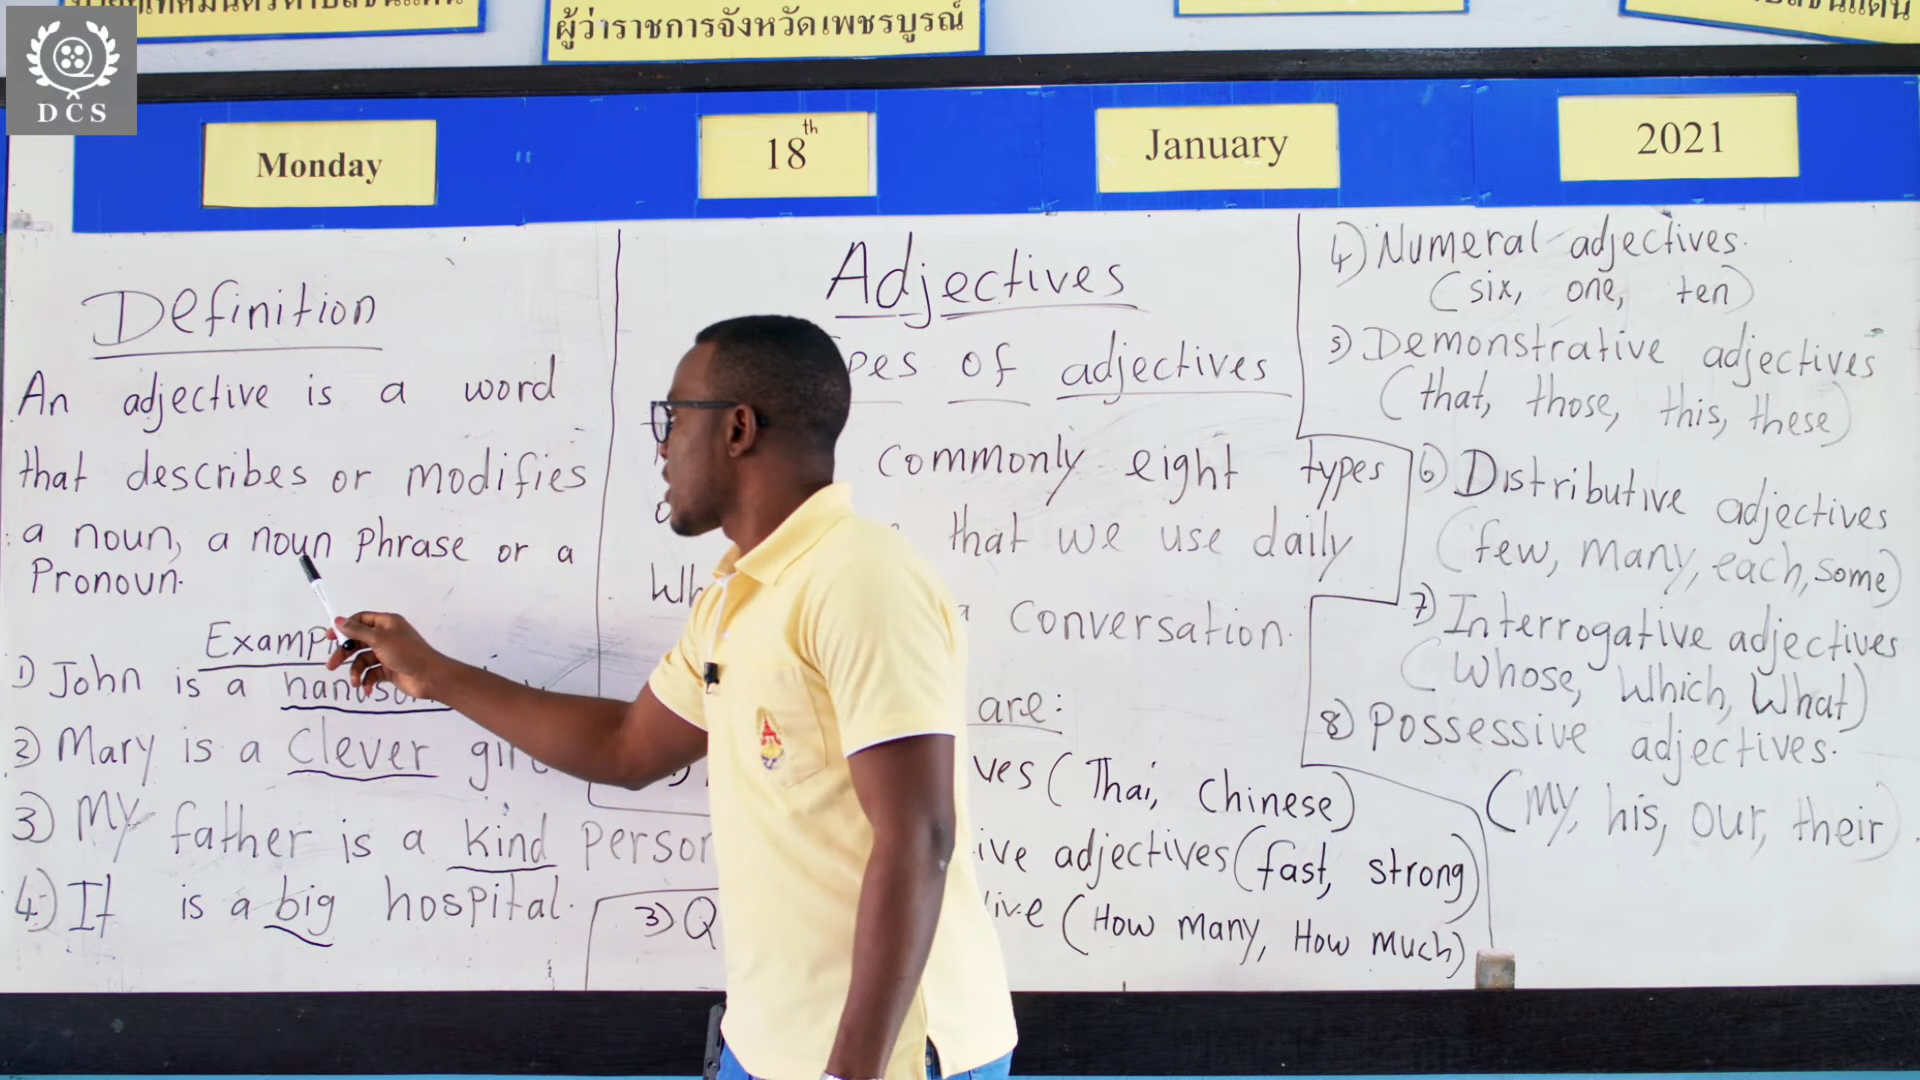 ผู้ว่าราชการจังหวัดเพชรบูรณ์
DCS
Monday
18th
January
2021
Definition
An adjective is a word
that describes or modifies
a noun, a noun phrase or a
Pronoun.
1) John is a
2) Mary is a clever
3) My father is a kind
4) It is a big hospital.
Adjectives
of adjectives
commonly eight types
that we use daily
conversation.
are:
(Thai, Chinese)
adjectives (fast, strong)
3)
(How many, How much)
4) Numeral adjectives.
(six, one, ten)
5) Demonstrative adjectives
(that, those, this, these)
6) Distributive adjectives
(few, many, each, some)
7) Interrogative adjectives
(Whose, Which, What)
8) Possessive adjectives.
(My, his, our, their)